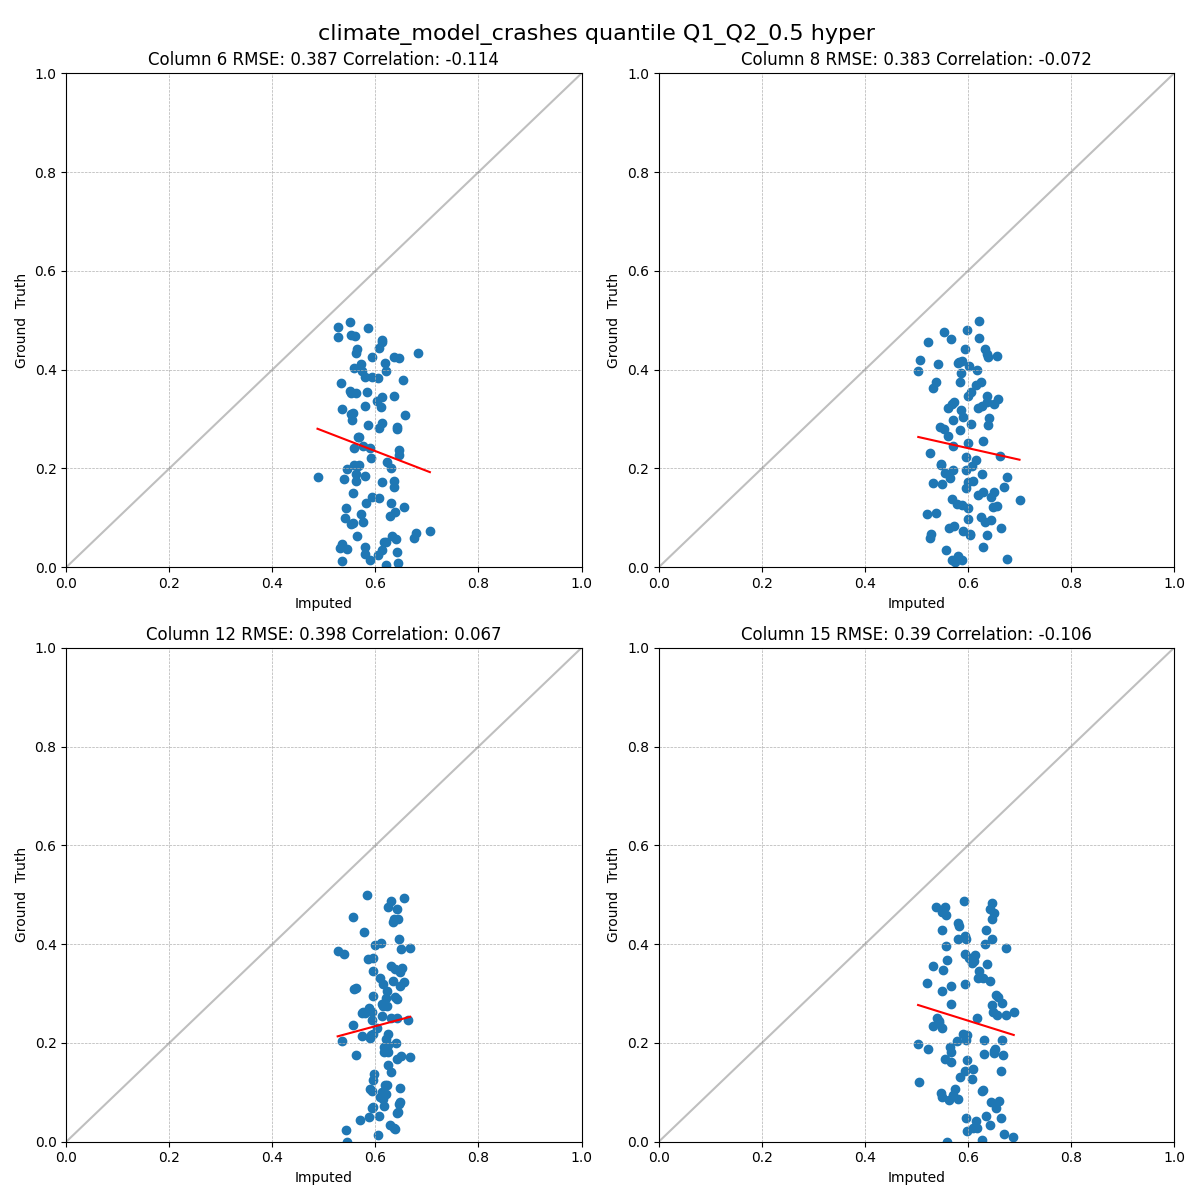 climate_model_crashes quantile Q1_Q2_0.5 hyper
Column 6 RMSE: 0.387 Correlation: -0.114
1.0
0.8
0.6
0.4
0.2
0.0
Ground Truth
0.0 0.2 0.4 0.6 0.8 1.0
Imputed
Column 8 RMSE: 0.383 Correlation: -0.072
1.0
0.8
0.6
0.4
0.2
0.0
Ground Truth
0.0 0.2 0.4 0.6 0.8 1.0
Imputed
Column 12 RMSE: 0.398 Correlation: 0.067
1.0
0.8
0.6
0.4
0.2
0.0
Ground Truth
0.0 0.2 0.4 0.6 0.8 1.0
Imputed
Column 15 RMSE: 0.39 Correlation: -0.106
1.0
0.8
0.6
0.4
0.2
0.0
Ground Truth
0.0 0.2 0.4 0.6 0.8 1.0
Imputed